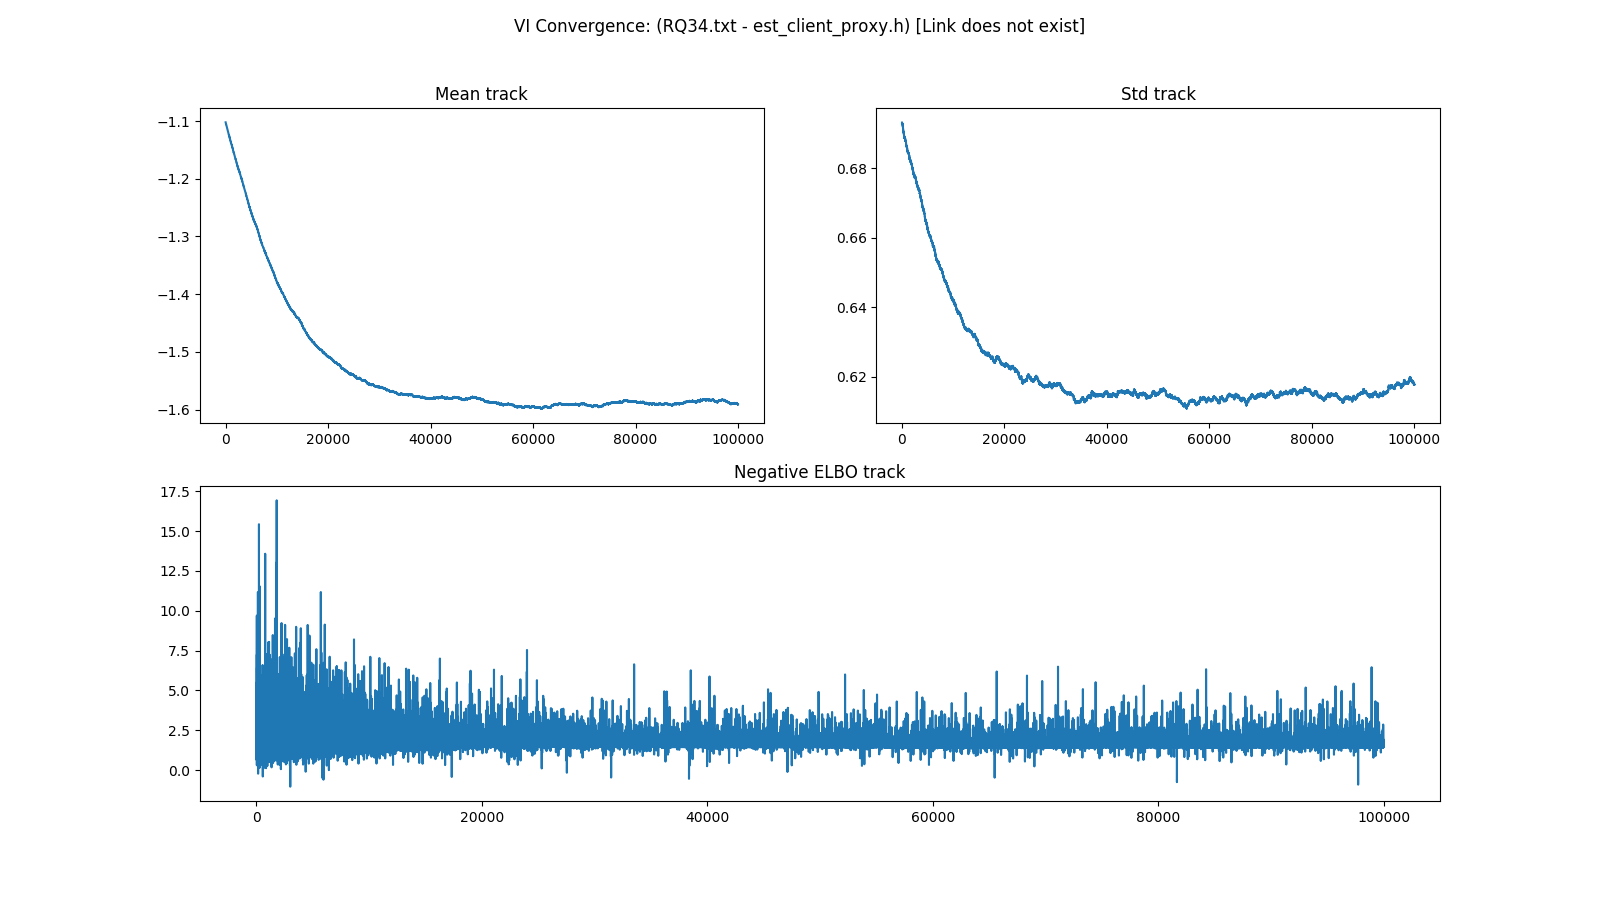 VI Convergence: (RQ34.txt - est_client_proxy.h) [Link does not exist]
Mean track
−1.1
−1.2
−1.3
−1.4
−1.5
−1.6
0 20000 40000 60000 80000 100000
Std track
0.68
0.66
0.64
0.62
0 20000 40000 60000 80000 100000
Negative ELBO track
17.5
15.0
12.5
10.0
7.5
5.0
2.5
0.0
0 20000 40000 60000 80000 100000